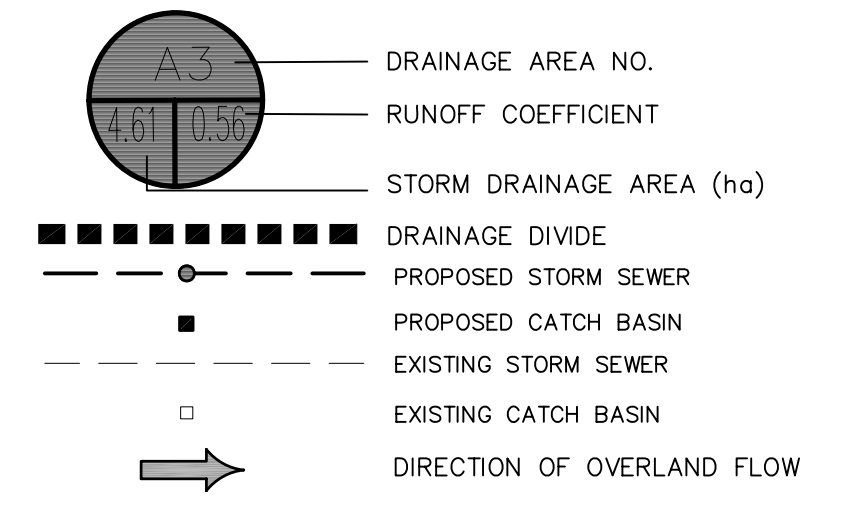 A3
DRAINAGE AREA NO.
4.61 0.56
RUNOFF COEFFICIENT
STORM DRAINAGE AREA (ha)
DRAINAGE DIVIDE
PROPOSED STORM SEWER
PROPOSED CATCH BASIN
EXISTING STORM SEWER
EXISTING CATCH BASIN
DIRECTION OF OVERLAND FLOW